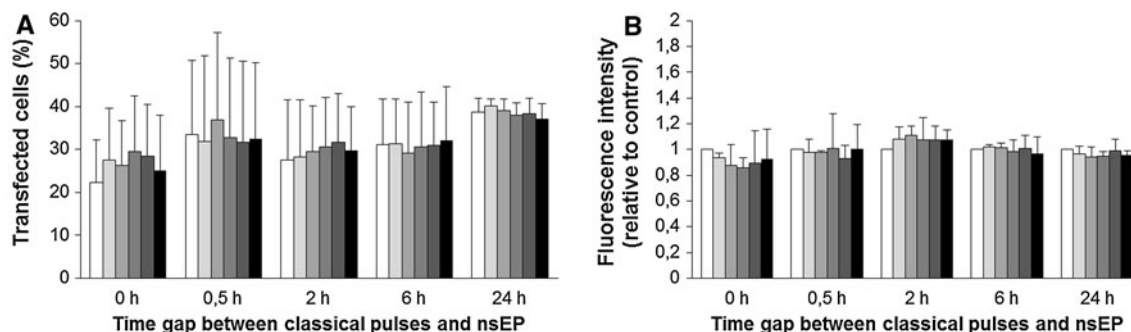 A
Transfected cells (%)
60
50
40
30
20
10
0
0 h 0,5 h 2 h 6 h 24 h
Time gap between classical pulses and nsEP
B
Fluorescence intensity
(relative to control)
2
1,8
1,6
1,4
1,2
1
0,8
0,6
0,4
0,2
0
0 h 0,5 h 2 h 6 h 24 h
Time gap between classical pulses and nsEP